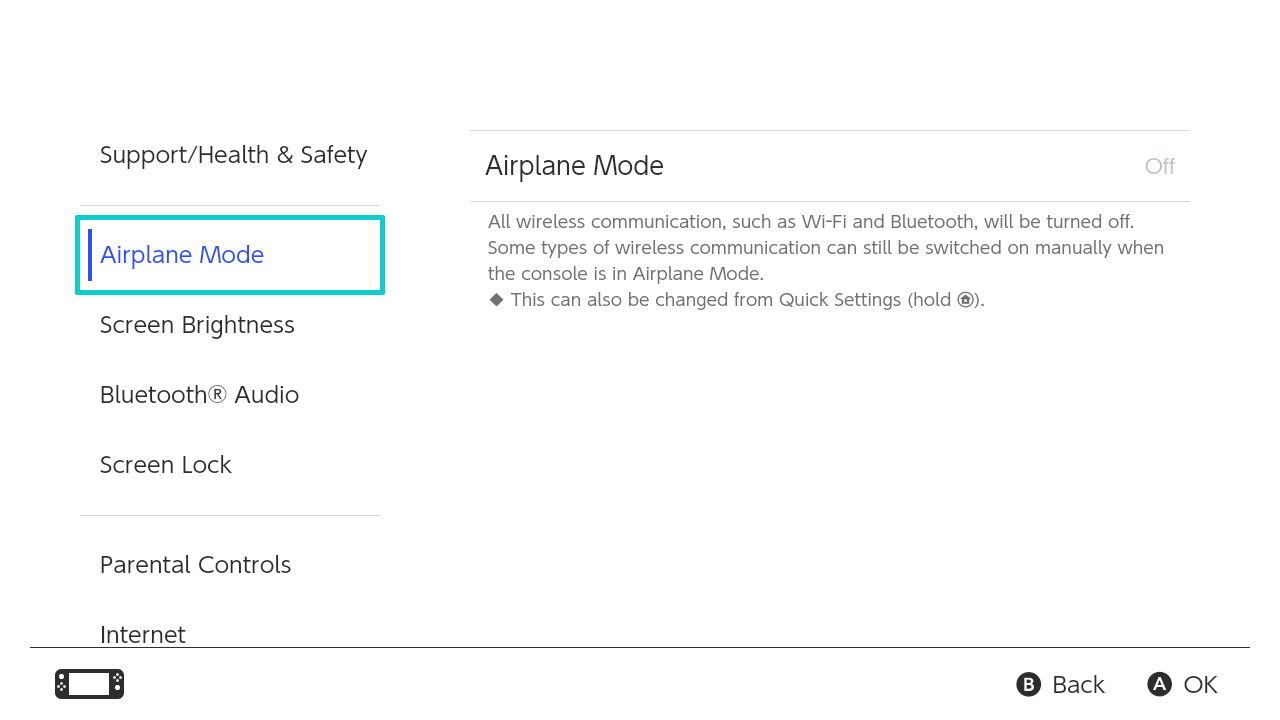 Support/Health & Safety
Airplane Mode
Screen Brightness
Bluetooth® Audio
Screen Lock
Parental Controls
Internet
Airplane Mode
Off
All wireless communication, such as Wi-Fi and Bluetooth, will be turned off.
Some types of wireless communication can still be switched on manually when
the console is in Airplane Mode.
◆ This can also be changed from Quick Settings (hold ).
B Back
A OK